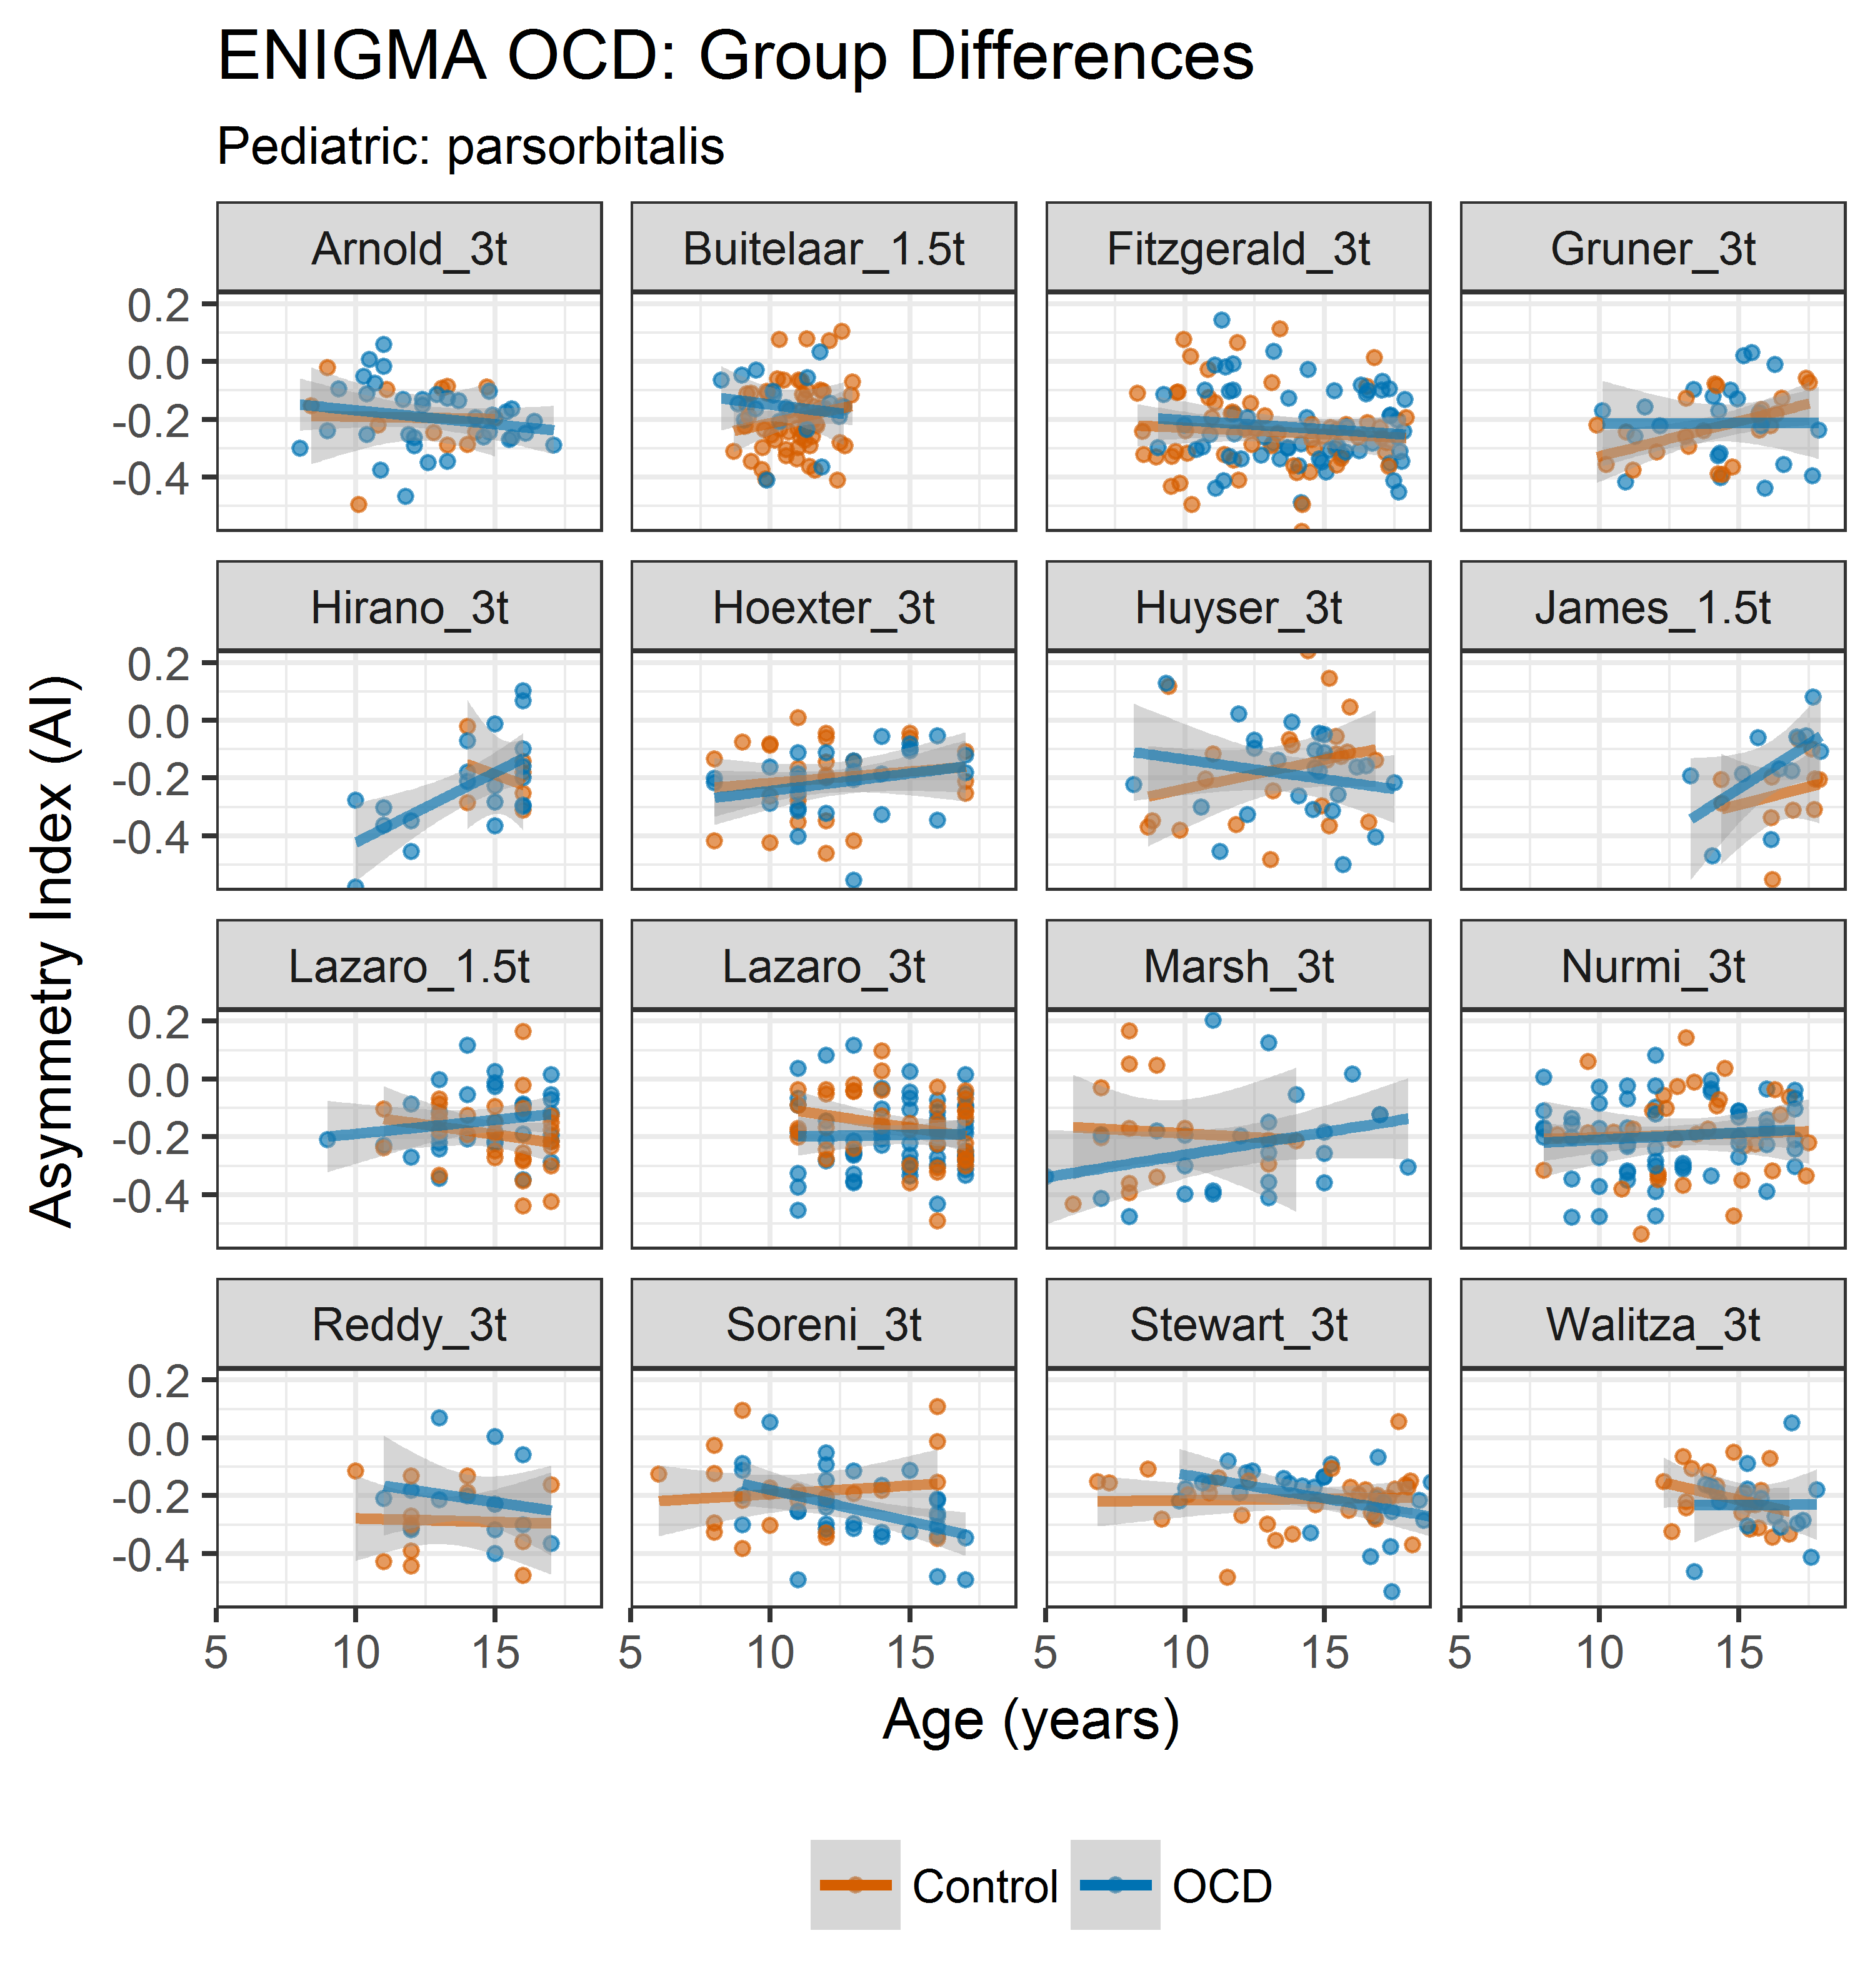 ENIGMA OCD: Group Differences
Pediatric: parsorbitalis
Arnold_3t Buitelaar_1.5t Fitzgerald_3t Gruner_3t
0.2
0.0
-0.2
-0.4
Hirano_3t Hoexter_3t Huyser_3t James_1.5t
0.2
0.0
-0.2
-0.4
Asymmetry Index (AI)
Lazaro_1.5t Lazaro_3t Marsh_3t Nurmi_3t
0.2
0.0
-0.2
-0.4
Reddy_3t Soreni_3t Stewart_3t Walitza_3t
0.2
0.0
-0.2
-0.4
5 10 15 5 10 15 5 10 15 5 10 15
Age (years)
Control OCD